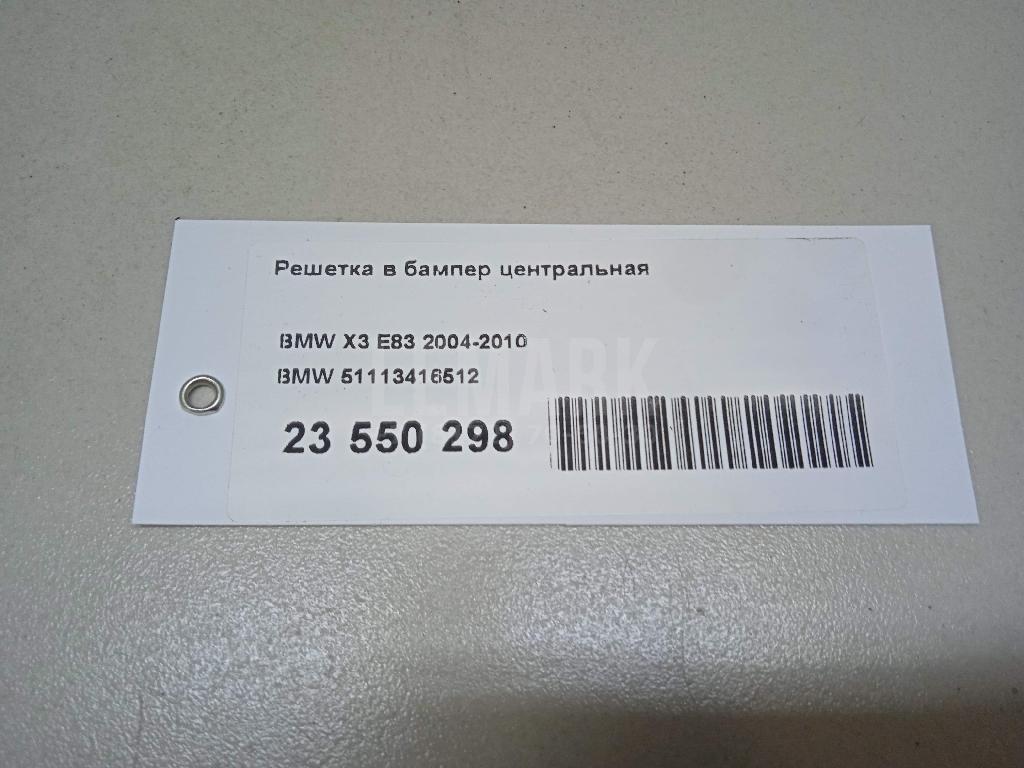 Решетка в бампер центральная
BMW X3 E83 2004-2010
BMW 51113416512
23 550 298